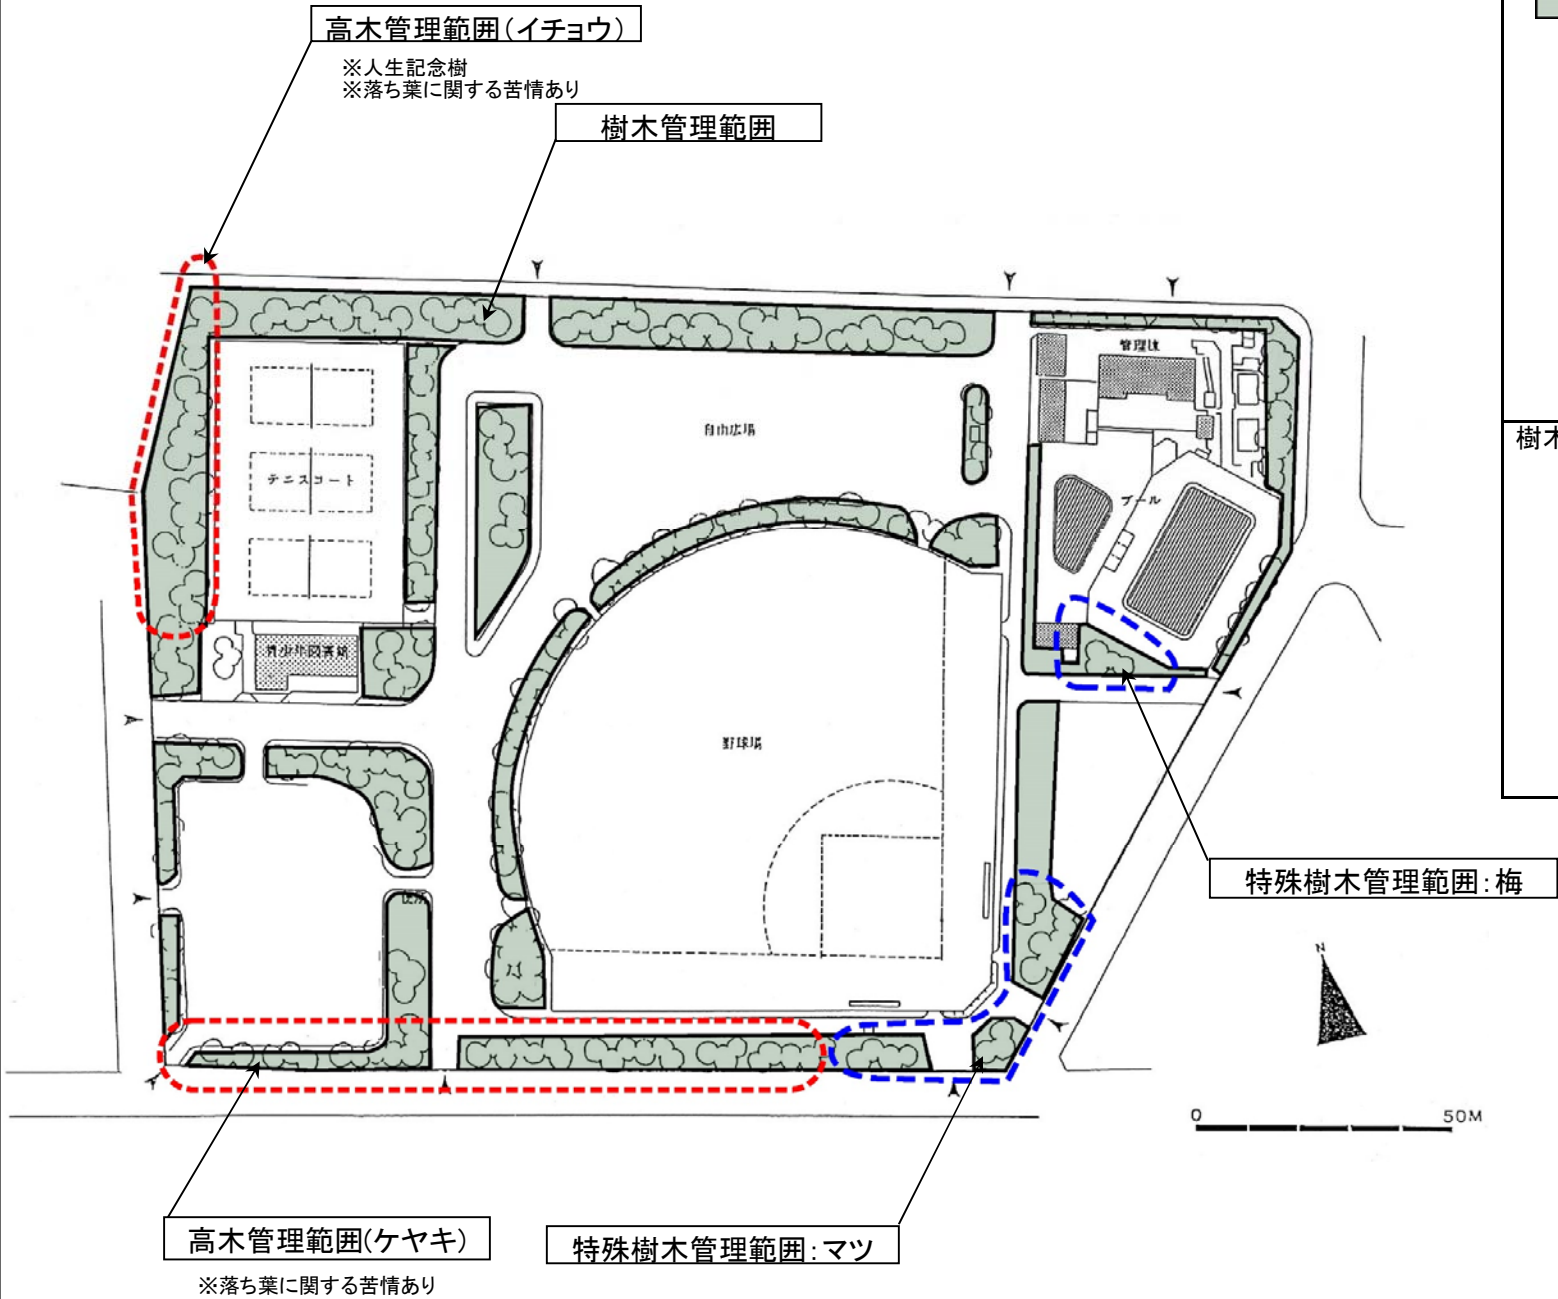 高木管理範囲(イチョウ)
※人生記念樹
※落ち葉に関する苦情あり
樹木管理範囲
管理棟
自由広場
樹木
テニスコート
プール
青少年図書館
野球場
便所
特殊樹木管理範囲:梅
N
0 50M
高木管理範囲(ケヤキ)
特殊樹木管理範囲:マツ
※落ち葉に関する苦情あり